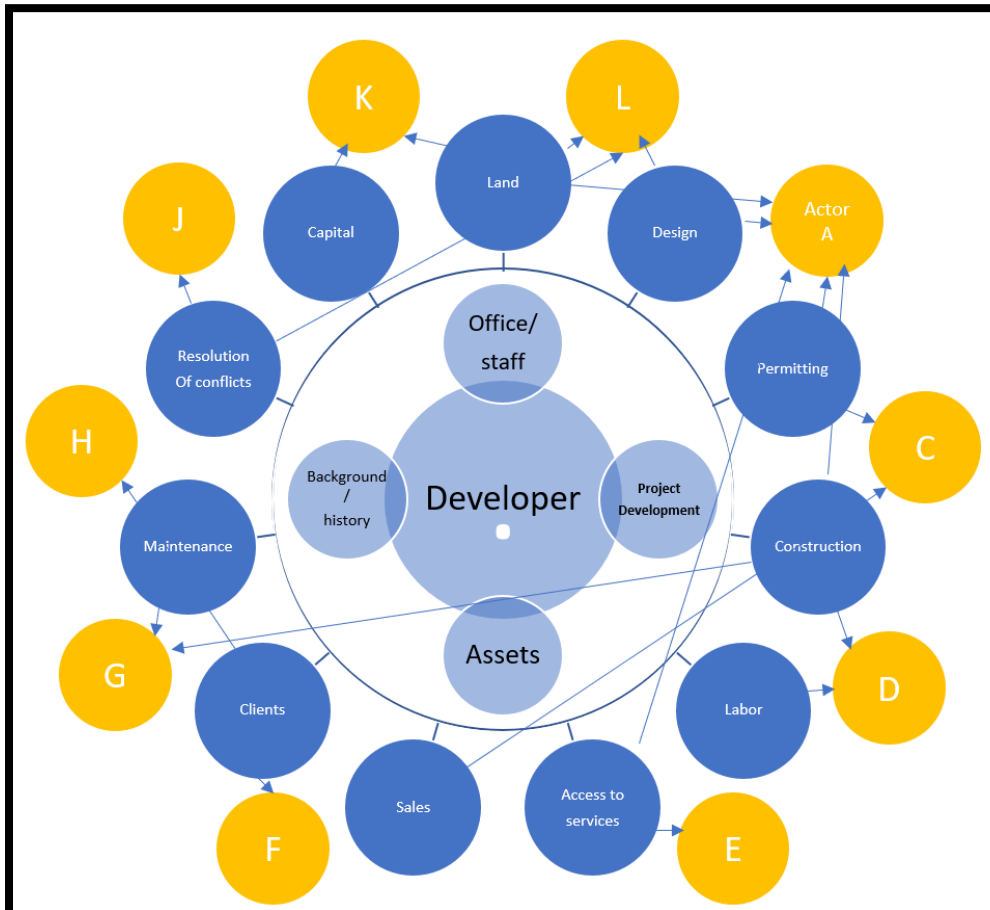 K
L
Land
J
Capital
Design
Actor
A
Office/
staff
Resolution
Of conflicts
Permitting
H
C
Background
/
history
Developer
Project
Development
Maintenance
Construction
Assets
G
Clients
Labor
D
Sales
Access to
services
F
E